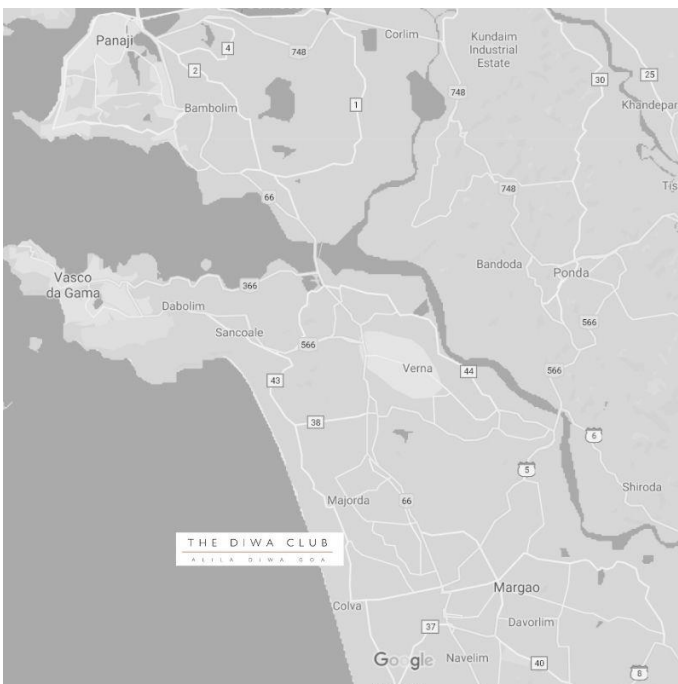 Panaji
4
748
Corlim
Kundaim
Industrial
Estate
2
30
25
748
Bambolim
1
Khandepar
66
748
Tis
Vasco
da Gama
366
Bandoda
Ponda
Dabolim
Sancoale
566
566
Verna
44
566
43
38
6
5
Shiroda
Majorda
66
THE DIWA CLUB
ALILA DIWA GOA
Margao
Colva
37
Davorlim
Google
Navelim
40
8